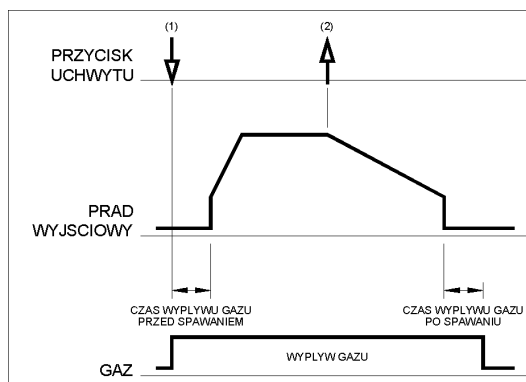 (1)
(2)
PRZYCISK
UCHWYTU
PRAD
WYJSCIOWY
CZAS WYPLYWU GAZU
PRZED SPAWANIEM
CZAS WYPLYWU GAZU
PO SPAWANIU
WYPLYW GAZU
GAZ